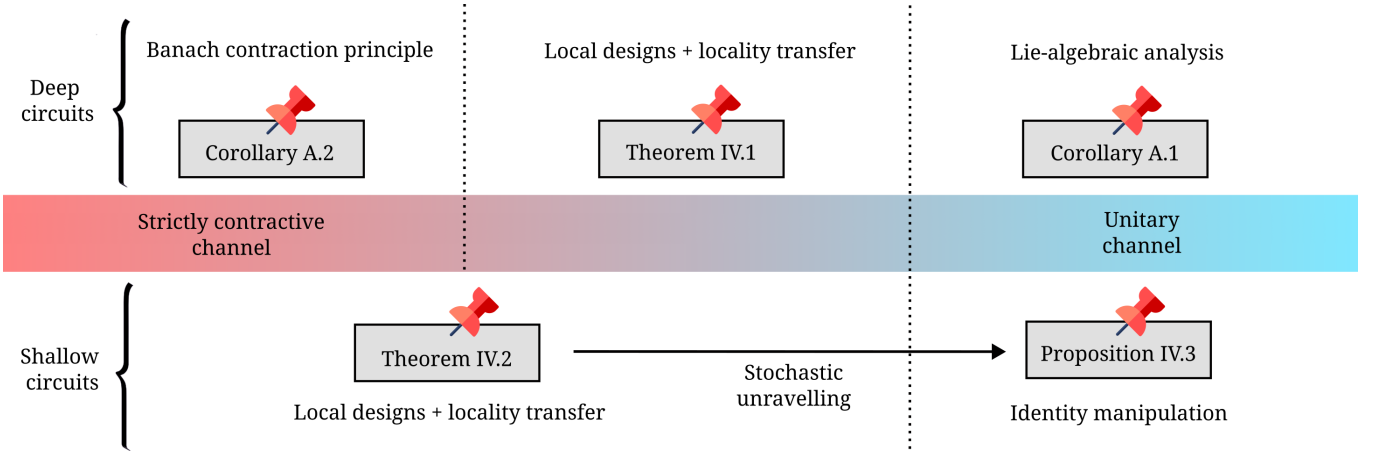 Banach contraction principle
Local designs + locality transfer
Lie-algebraic analysis
Deep
circuits
Corollary A.2
Theorem IV.1
Corollary A.1
Strictly contractive
channel
Unitary
channel
Shallow
circuits
Theorem IV.2
Proposition IV.3
Stochastic
unravelling
Local designs + locality transfer
Identity manipulation